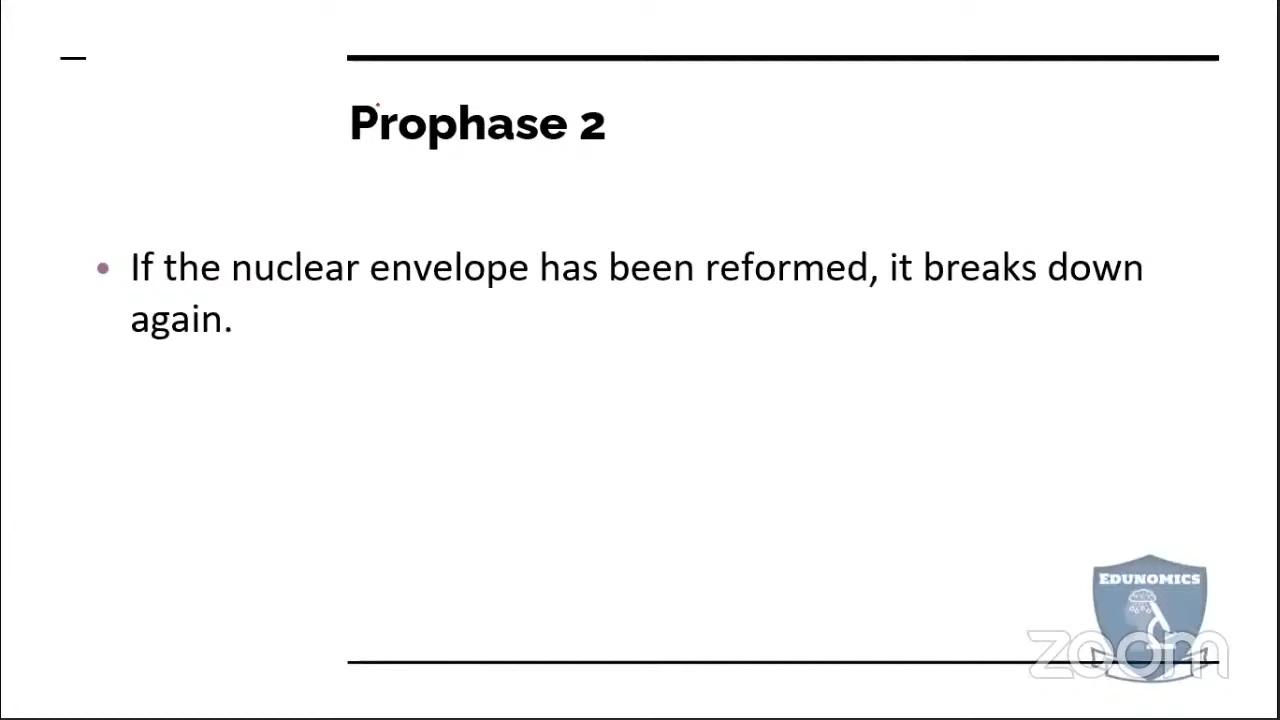 Prophase 2
• If the nuclear envelope has been reformed, it breaks down
again.
EDUNOMICS
zoom